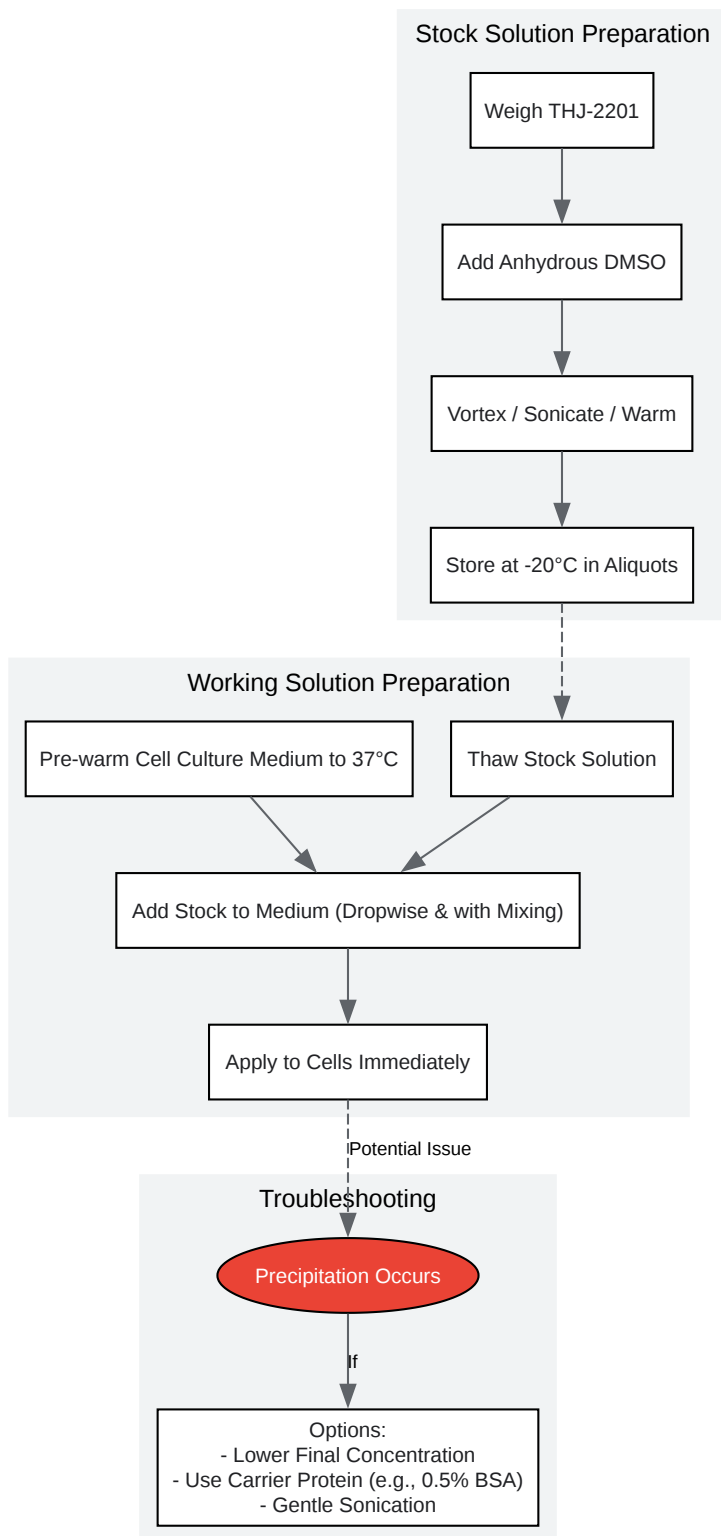 Stock Solution Preparation
Weigh THJ-2201
Add Anhydrous DMSO
Vortex / Sonicate / Warm
Store at -20°C in Aliquots
Working Solution Preparation
Pre-warm Cell Culture Medium to 37°C
Thaw Stock Solution
Add Stock to Medium (Dropwise & with Mixing)
Apply to Cells Immediately
Potential Issue
Troubleshooting
Precipitation Occurs
If
Options:
- Lower Final Concentration
- Use Carrier Protein (e.g., 0.5% BSA)
- Gentle Sonication